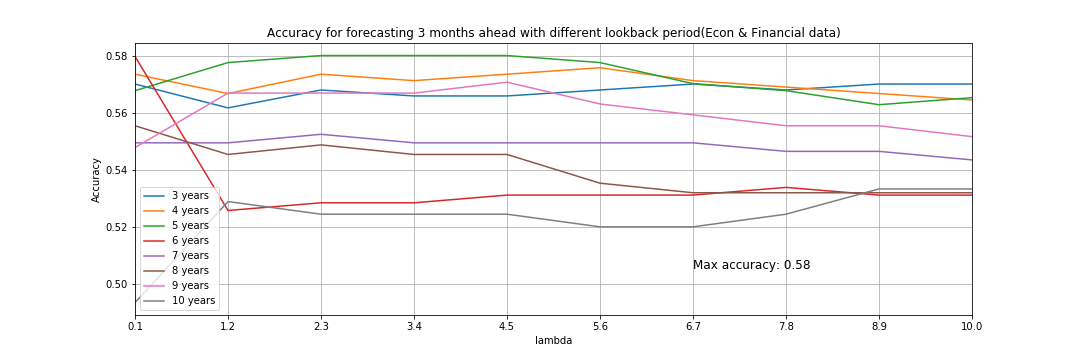 Accuracy for forecasting 3 months ahead with different lookback period(Econ & Financial data)
Accuracy
0.58
0.56
0.54
0.52
0.50
3 years
4 years
5 years
6 years
7 years
8 years
9 years
10 years
Max accuracy: 0.58
0.1 1.2 2.3 3.4 4.5 5.6 6.7 7.8 8.9 10.0
lambda